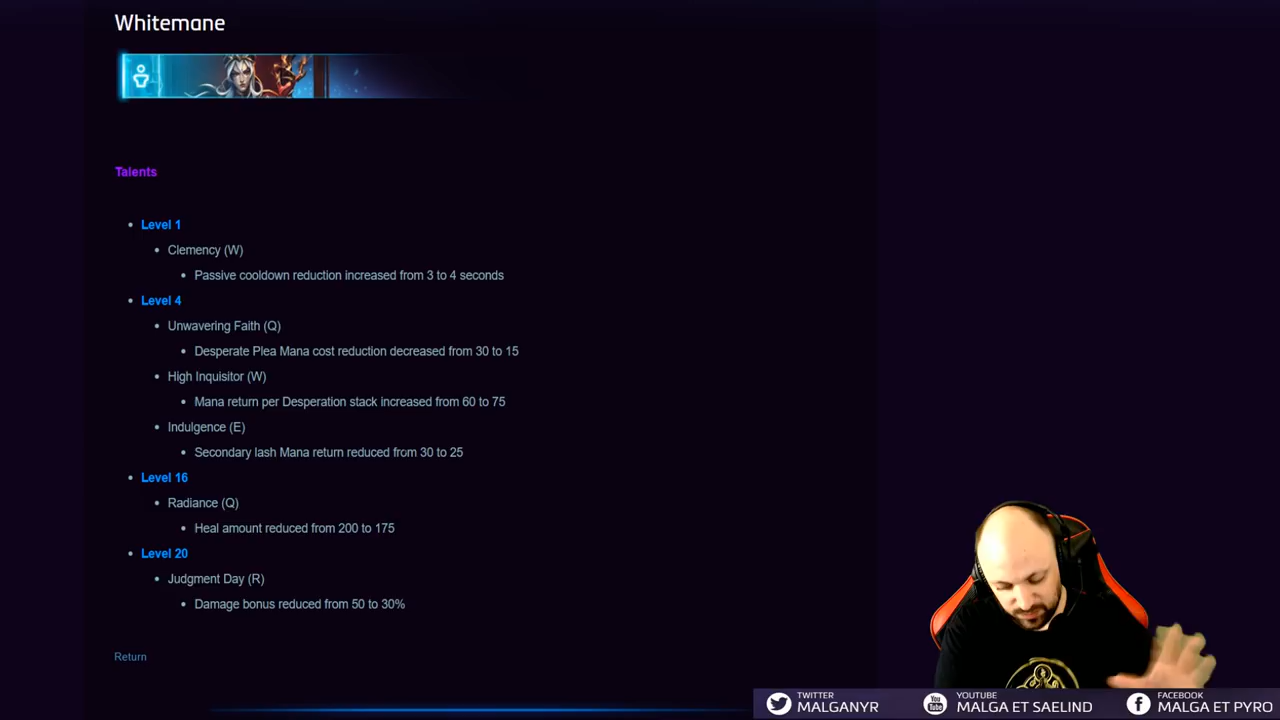 Whitemane
Talents
Level 1
Clemency (W)
Passive cooldown reduction increased from 3 to 4 seconds
Level 4
Unwavering Faith (Q)
Desperate Plea Mana cost reduction decreased from 30 to 15
High Inquisitor (W)
Mana return per Desperation stack increased from 60 to 75
Indulgence (E)
Secondary lash Mana return reduced from 30 to 25
Level 16
Radiance (Q)
Heal amount reduced from 200 to 175
Level 20
Judgment Day (R)
Damage bonus reduced from 50 to 30%
Return
TWITTER
MALGANYR
YOUTUBE
MALGA ET SAELIND
FACEBOOK
MALGA ET PYRO